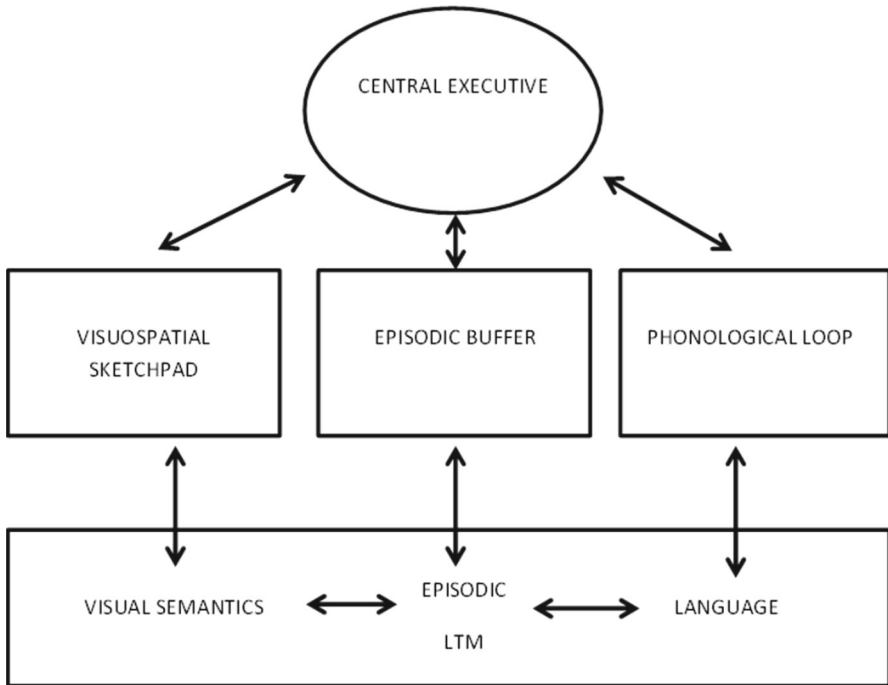 CENTRAL EXECUTIVE
VISUOSPATIAL
SKETCHPAD
EPISODIC BUFFER
PHONOLOGICAL LOOP
VISUAL SEMANTICS
EPISODIC
LTM
LANGUAGE